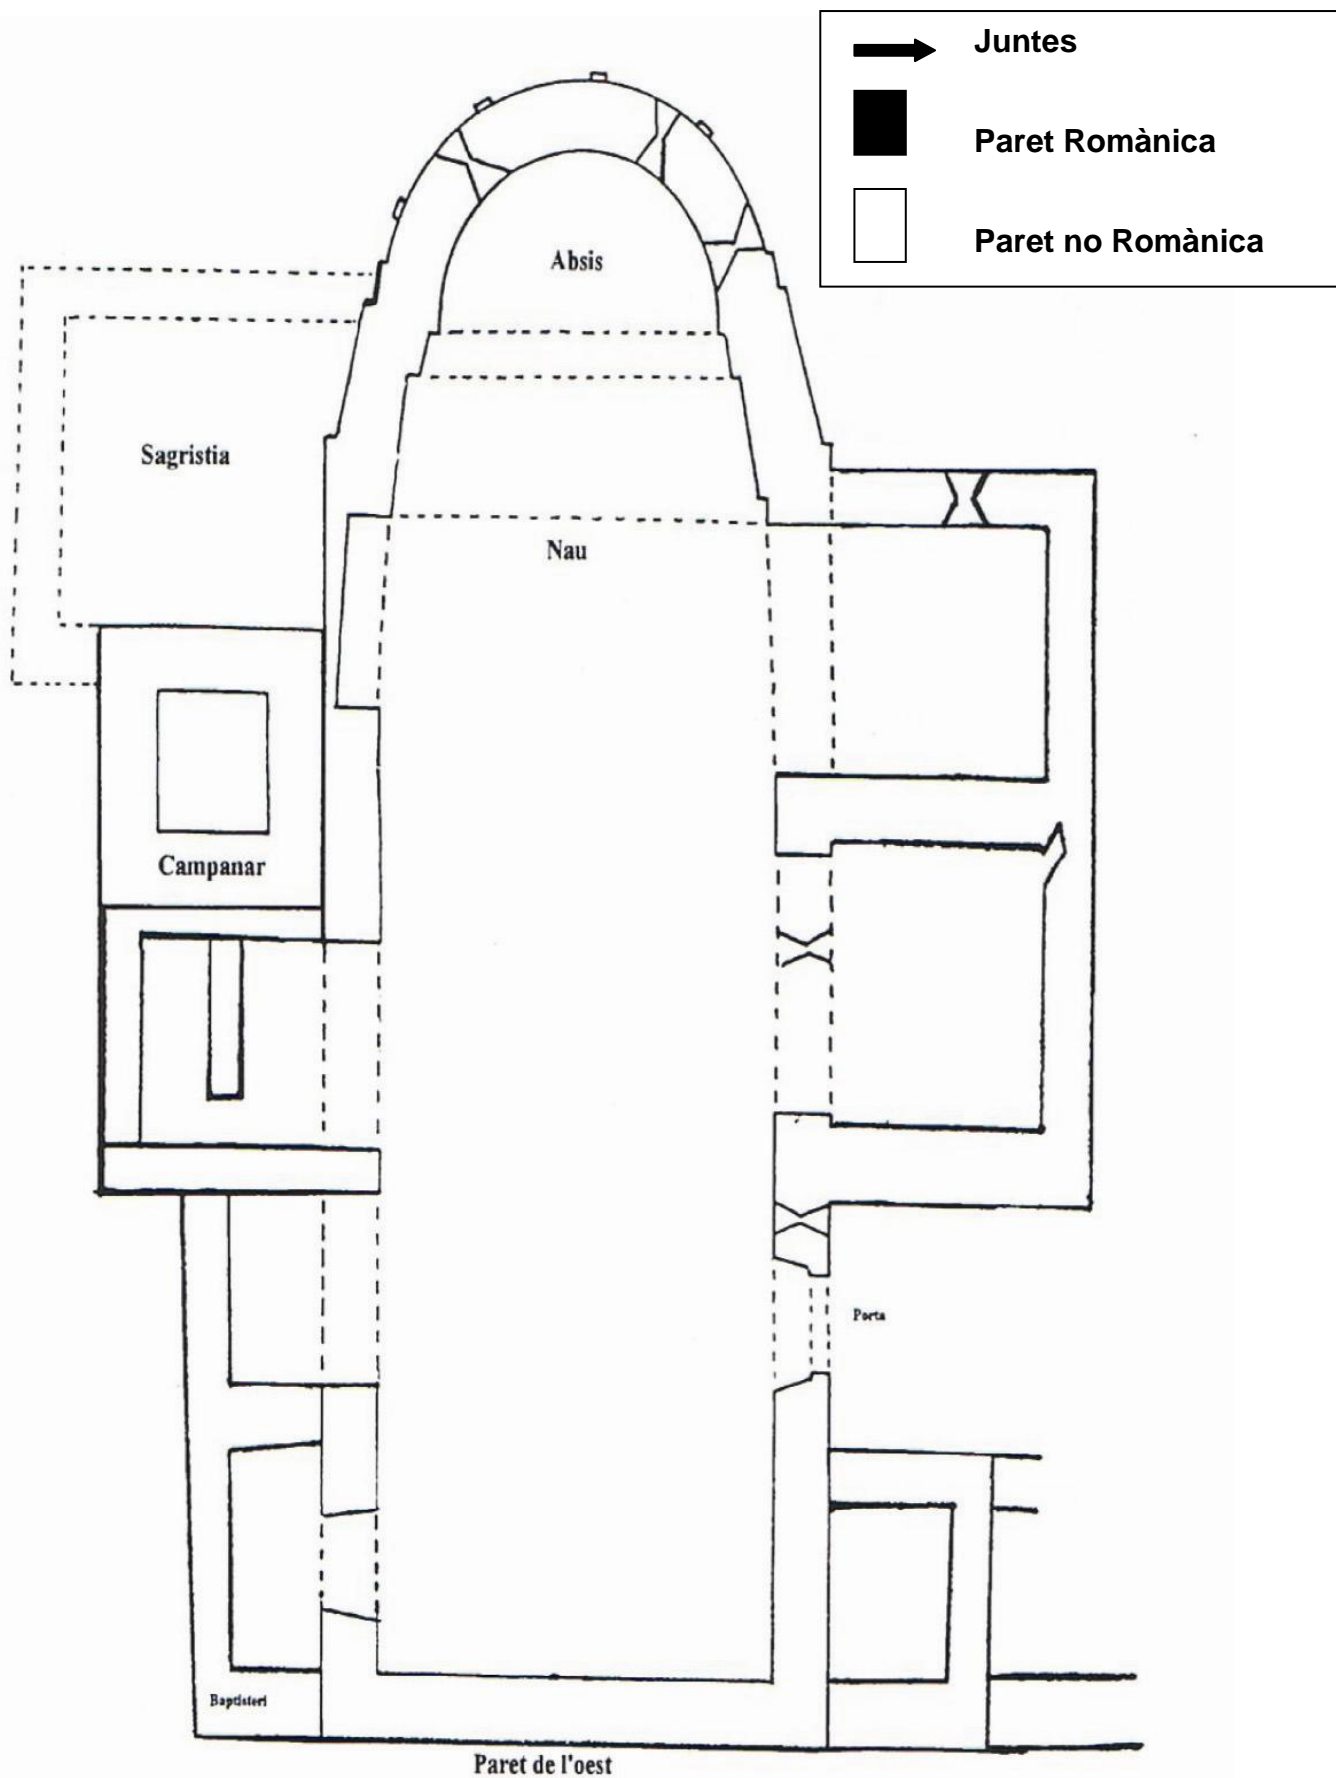 Juntes
Paret Romànica
Paret no Romànica
Absis
Sagristia
Nau
Campanar
Porta
Baptisteri
Paret de l'oest